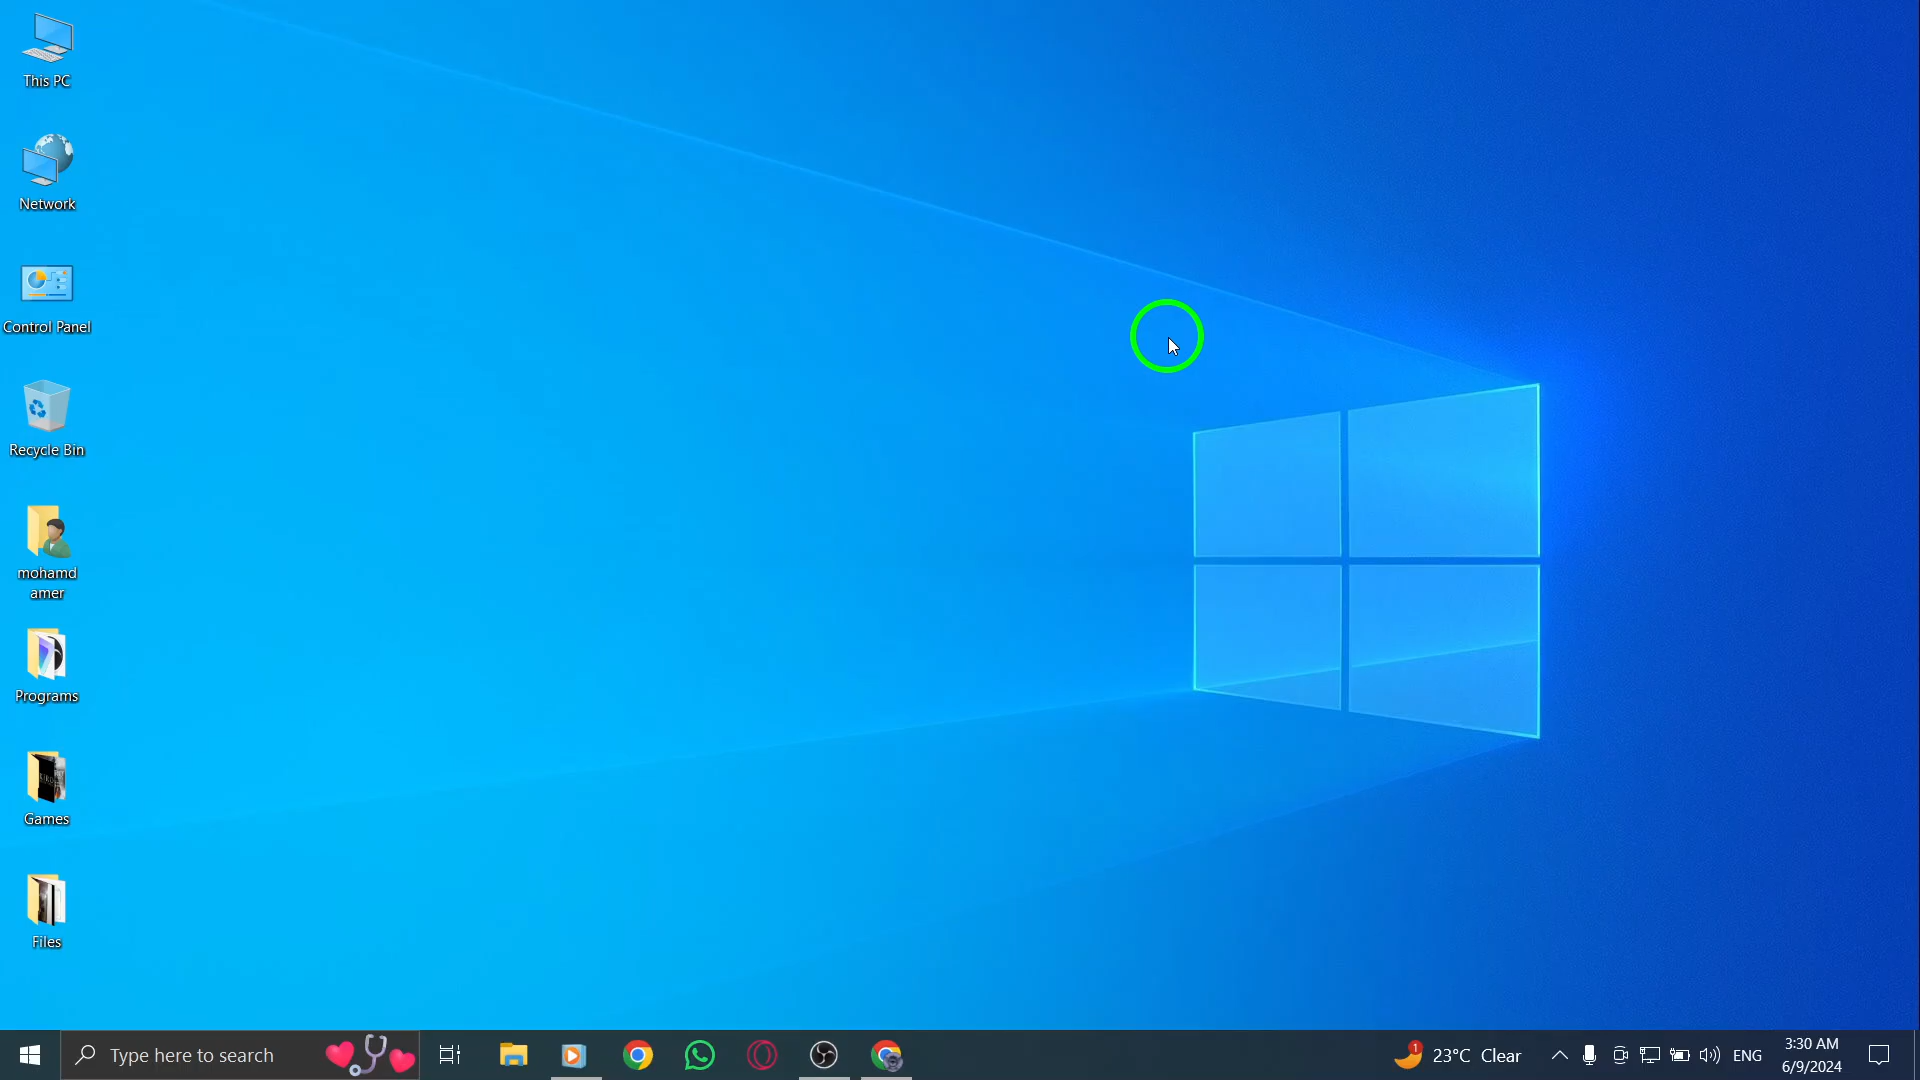 This PC
Network
Control Panel
Recycle Bin
mohamd
amer
Programs
Games
Files
Type here to search
1
23°C Clear
ENG
3:30 AM
6/9/2024